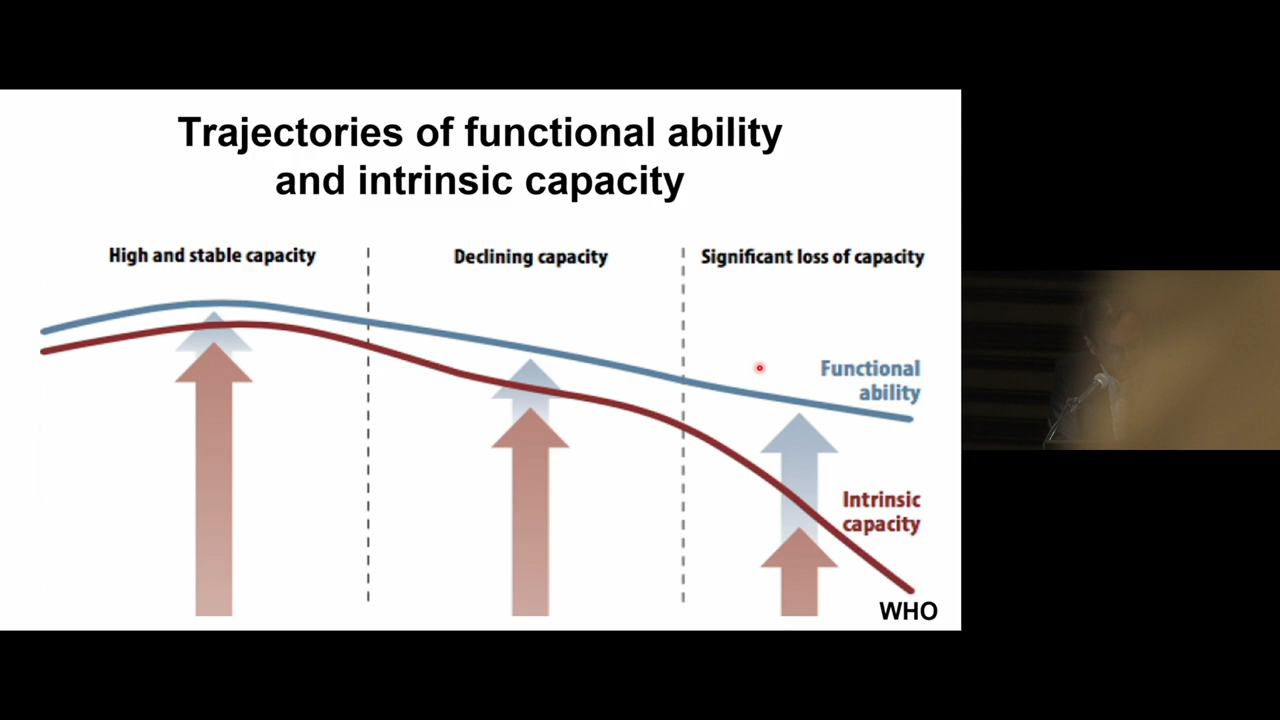 Trajectories of functional ability
and intrinsic capacity
High and stable capacity
Declining capacity
Significant loss of capacity
Functional
ability
Intrinsic
capacity
WHO